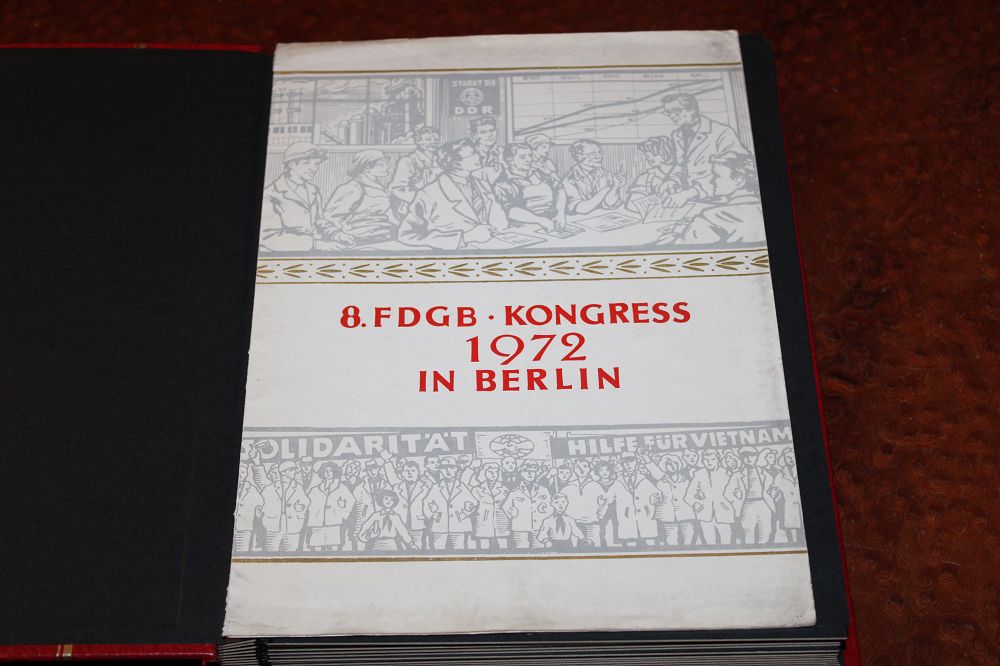 STÄRKT DIE
DDR
8. FDGB · KONGRESS
1972
IN BERLIN
SOLIDARITÄT
HILFE FÜR VIETNAM